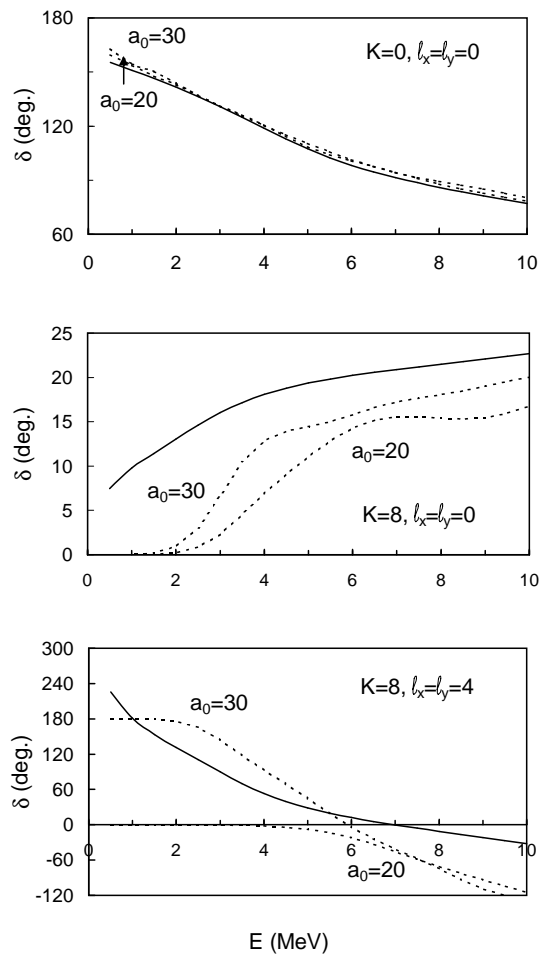 180
a₀=30
K=0, ℓₓ=ℓᵧ=0
120
a₀=20
δ (deg.)
60
0 2 4 6 8 10
25
20
15
a₀=20
10
a₀=30
5
K=8, ℓₓ=ℓᵧ=0
δ (deg.)
0
0 2 4 6 8 10
300
240
K=8, ℓₓ=ℓᵧ=4
a₀=30
180
120
δ (deg.)
60
0
0 2 4 6 8 10
-60
a₀=20
-120
E (MeV)